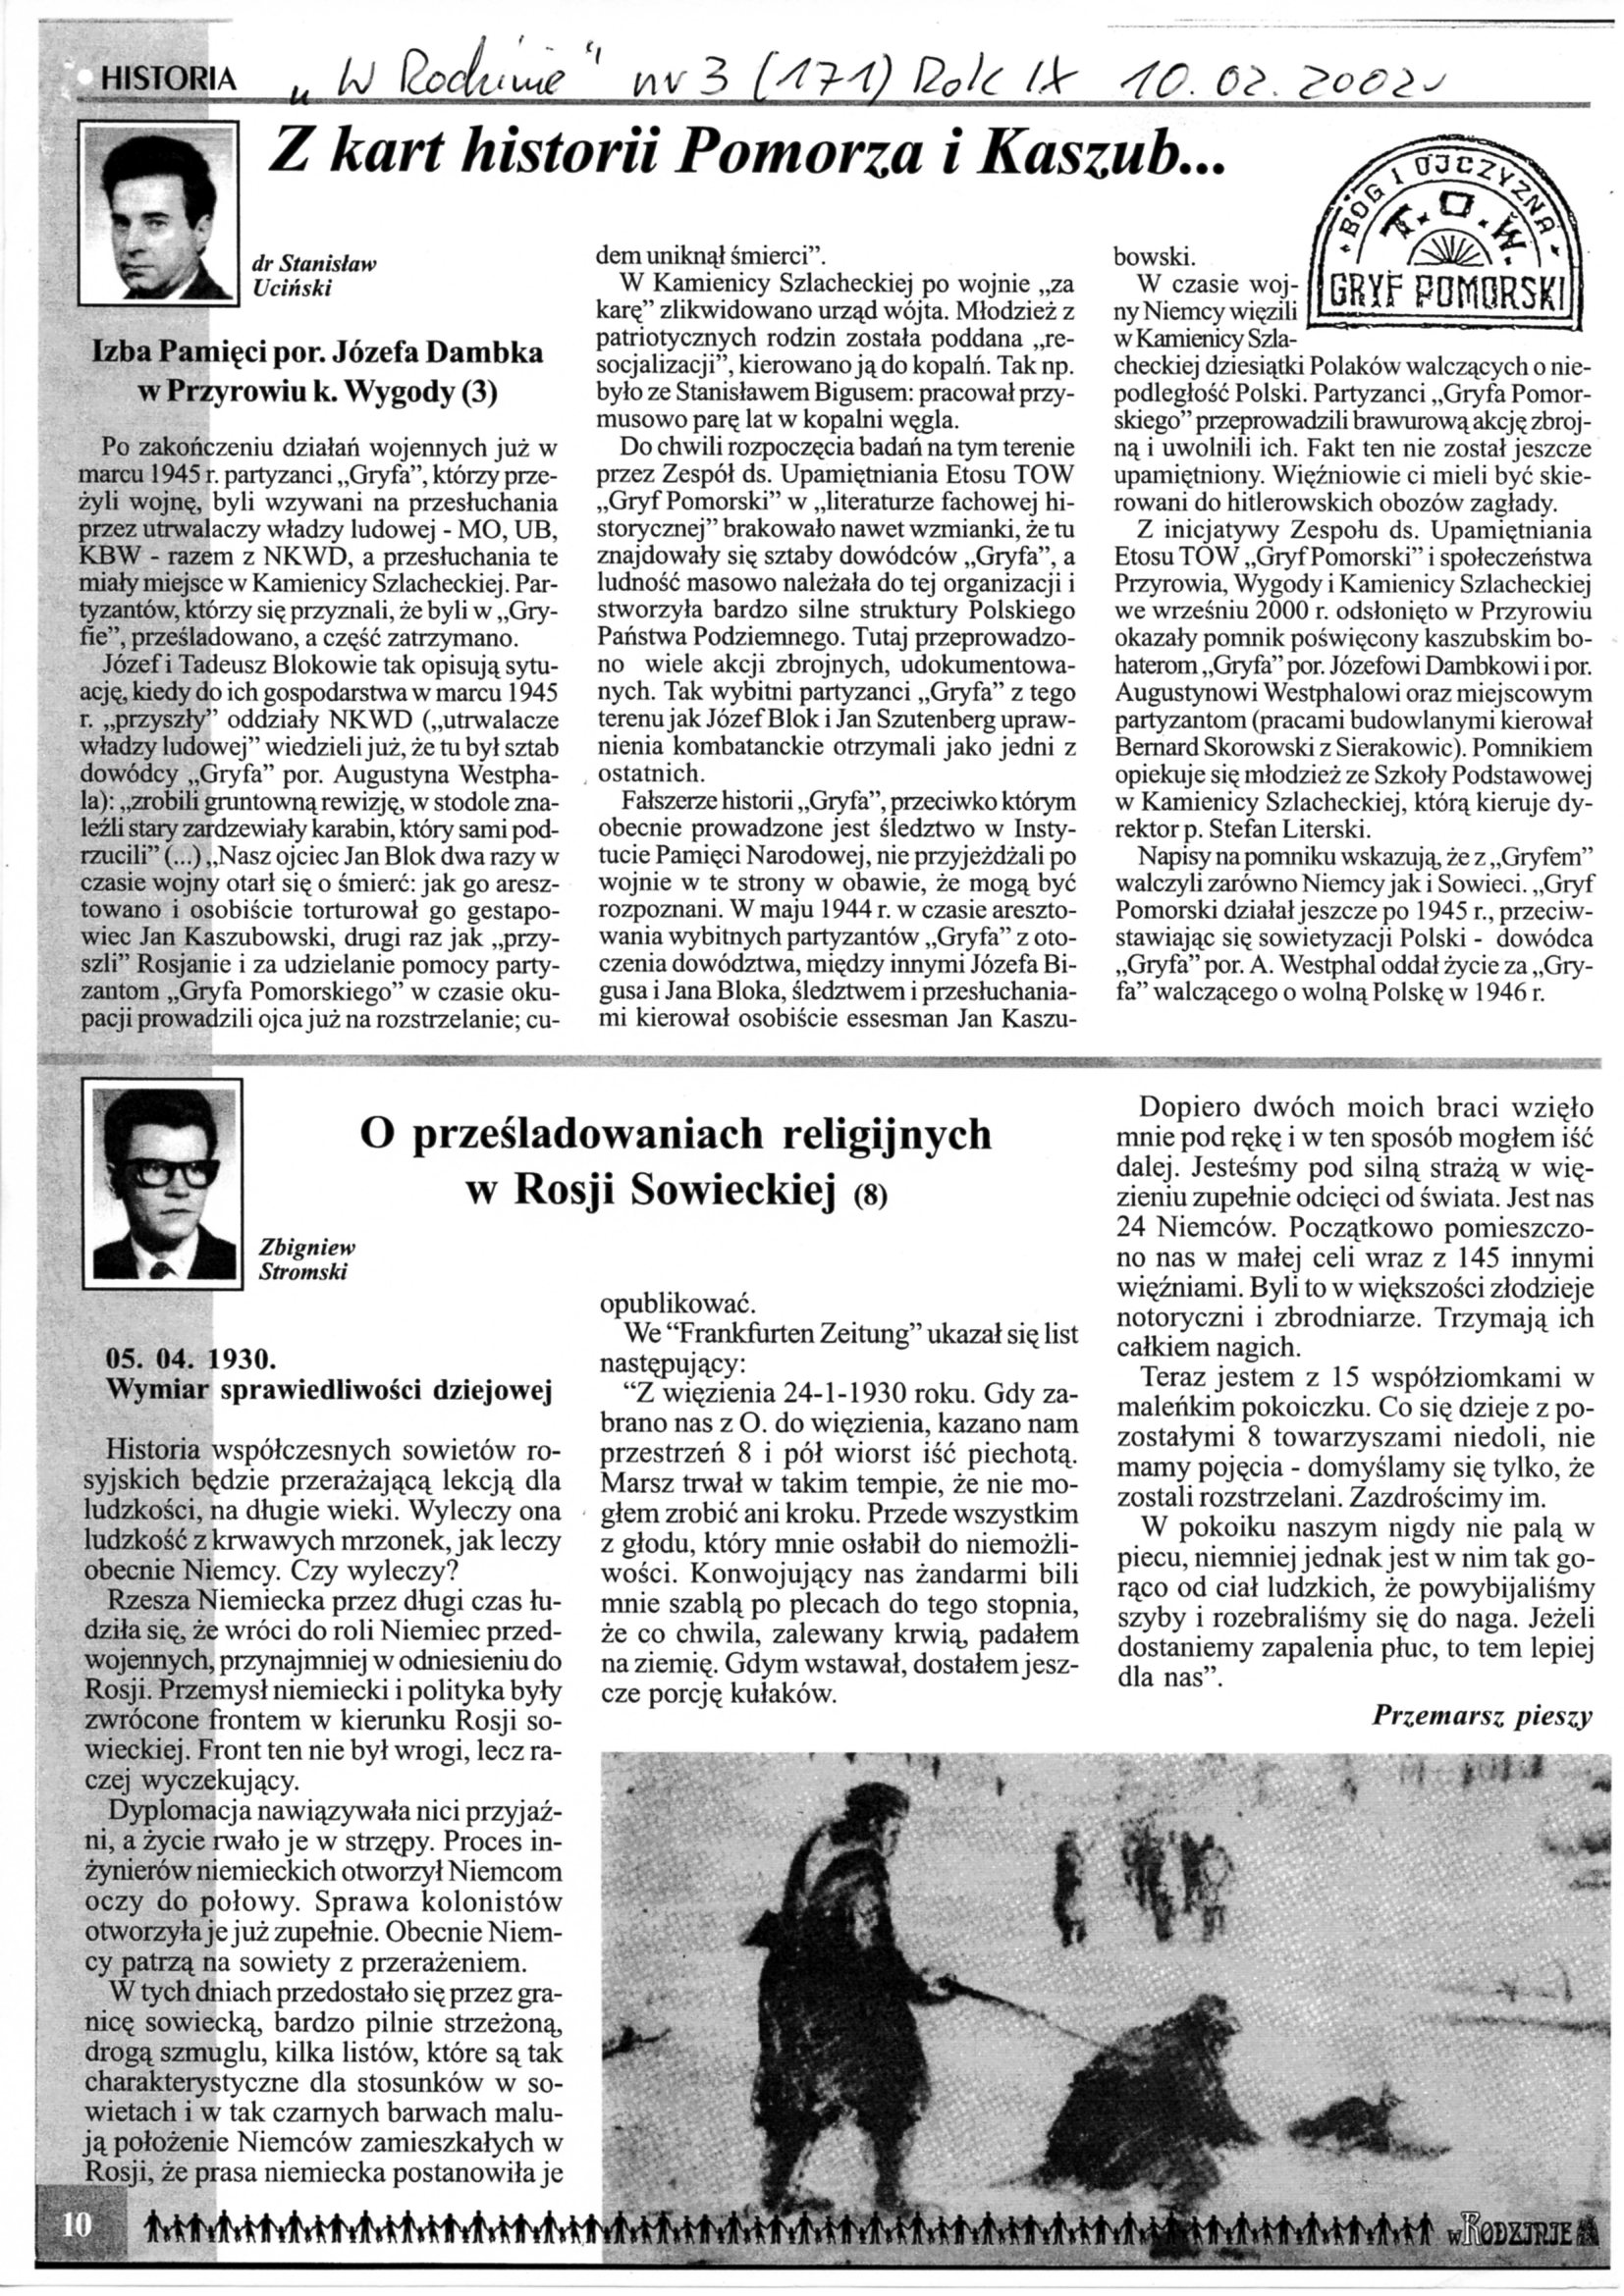 HISTORIA
„W Rodzinie" nr 3 (171) Rok IX 10.02.2002r
Z kart historii Pomorza i Kaszub...
BÓG I OJCZYZNA
T.O.W.
GRYF POMORSKI
dr Stanisław
Uciński
Izba Pamięci por. Józefa Dambka
w Przyrowiu k. Wygody (3)
Po zakończeniu działań wojennych już w
marcu 1945 r. partyzanci „Gryfa”, którzy prze-
żyli wojnę, byli wzywani na przesłuchania
przez utrwalaczy władzy ludowej - MO, UB,
KBW - razem z NKWD, a przesłuchania te
miały miejsce w Kamienicy Szlacheckiej. Par-
tyzantów, którzy się przyznali, że byli w „Gry-
fie”, prześladowano, a część zatrzymano.
Józef i Tadeusz Blokowie tak opisują sytu-
ację, kiedy do ich gospodarstwa w marcu 1945
r. „przyszły” oddziały NKWD („utrwalacze
władzy ludowej” wiedzieli już, że tu był sztab
dowódcy „Gryfa” por. Augustyna Westpha-
la): „zrobili gruntowną rewizję, w stodole zna-
leźli stary zardzewiały karabin, który sami pod-
rzucili” (...) „Nasz ojciec Jan Blok dwa razy w
czasie wojny otarł się o śmierć: jak go aresz-
towano i osobiście torturował go gestapo-
wiec Jan Kaszubowski, drugi raz jak „przy-
szli” Rosjanie i za udzielanie pomocy party-
zantom „Gryfa Pomorskiego” w czasie oku-
pacji prowadzili ojca już na rozstrzelanie; cu-
dem uniknął śmierci”.
W Kamienicy Szlacheckiej po wojnie „za
karę” zlikwidowano urząd wójta. Młodzież z
patriotycznych rodzin została poddana „re-
socjalizacji”, kierowano ją do kopalń. Tak np.
było ze Stanisławem Bigusem: pracował przy-
musowo parę lat w kopalni węgla.
Do chwili rozpoczęcia badań na tym terenie
przez Zespół ds. Upamiętniania Etosu TOW
„Gryf Pomorski” w „literaturze fachowej hi-
storycznej” brakowało nawet wzmianki, że tu
znajdowały się sztaby dowódców „Gryfa”, a
ludność masowo należała do tej organizacji i
stworzyła bardzo silne struktury Polskiego
Państwa Podziemnego. Tutaj przeprowadzo-
no wiele akcji zbrojnych, udokumentowa-
nych. Tak wybitni partyzanci „Gryfa” z tego
terenu jak Józef Blok i Jan Szutenberg upraw-
nienia kombatanckie otrzymali jako jedni z
ostatnich.
Fałszerze historii „Gryfa”, przeciwko którym
obecnie prowadzone jest śledztwo w Insty-
tucie Pamięci Narodowej, nie przyjeżdżali po
wojnie w te strony w obawie, że mogą być
rozpoznani. W maju 1944 r. w czasie areszto-
wania wybitnych partyzantów „Gryfa” z oto-
czenia dowództwa, między innymi Józefa Bi-
gusa i Jana Bloka, śledztwem i przesłuchania-
mi kierował osobiście essesman Jan Kaszu-
bowski.
W czasie woj-
ny Niemcy więzili
w Kamienicy Szla-
checkiej dziesiątki Polaków walczących o nie-
podległość Polski. Partyzanci „Gryfa Pomor-
skiego” przeprowadzili brawurową akcję zbroj-
ną i uwolnili ich. Fakt ten nie został jeszcze
upamiętniony. Więźniowie ci mieli być skie-
rowani do hitlerowskich obozów zagłady.
Z inicjatywy Zespołu ds. Upamiętniania
Etosu TOW „Gryf Pomorski” i społeczeństwa
Przyrowia, Wygody i Kamienicy Szlacheckiej
we wrześniu 2000 r. odsłonięto w Przyrowiu
okazały pomnik poświęcony kaszubskim bo-
haterom „Gryfa” por. Józefowi Dambkowi i por.
Augustynowi Westphalowi oraz miejscowym
partyzantom (pracami budowlanymi kierował
Bernard Skorowski z Sierakowic). Pomnikiem
opiekuje się młodzież ze Szkoły Podstawowej
w Kamienicy Szlacheckiej, którą kieruje dy-
rektor p. Stefan Literski.
Napisy na pomniku wskazują, że z „Gryfem”
walczyli zarówno Niemcy jak i Sowieci. „Gryf
Pomorski działał jeszcze po 1945 r., przeciw-
stawiając się sowietyzacji Polski - dowódca
„Gryfa” por. A. Westphal oddał życie za „Gry-
fa” walczącego o wolną Polskę w 1946 r.
O prześladowaniach religijnych
w Rosji Sowieckiej (8)
Zbigniew
Stromski
05. 04. 1930.
Wymiar sprawiedliwości dziejowej
Historia współczesnych sowietów ro-
syjskich będzie przerażającą lekcją dla
ludzkości, na długie wieki. Wyleczy ona
ludzkość z krwawych mrzonek, jak leczy
obecnie Niemcy. Czy wyleczy?
Rzesza Niemiecka przez długi czas łu-
dziła się, że wróci do roli Niemiec przed-
wojennych, przynajmniej w odniesieniu do
Rosji. Przemysł niemiecki i polityka były
zwrócone frontem w kierunku Rosji so-
wieckiej. Front ten nie był wrogi, lecz ra-
czej wyczekujący.
Dyplomacja nawiązywała nici przyjaź-
ni, a życie rwało je w strzępy. Proces in-
żynierów niemieckich otworzył Niemcom
oczy do połowy. Sprawa kolonistów
otworzyła je już zupełnie. Obecnie Niem-
cy patrzą na sowiety z przerażeniem.
W tych dniach przedostało się przez gra-
nicę sowiecką, bardzo pilnie strzeżoną,
drogą szmuglu, kilka listów, które są tak
charakterystyczne dla stosunków w so-
wietach i w tak czarnych barwach malu-
ją położenie Niemców zamieszkałych w
Rosji, że prasa niemiecka postanowiła je
opublikować.
We “Frankfurten Zeitung” ukazał się list
następujący:
“Z więzienia 24-1-1930 roku. Gdy za-
brano nas z O. do więzienia, kazano nam
przestrzeń 8 i pół wiorst iść piechotą.
Marsz trwał w takim tempie, że nie mo-
głem zrobić ani kroku. Przede wszystkim
z głodu, który mnie osłabił do niemożli-
wości. Konwojujący nas żandarmi bili
mnie szablą po plecach do tego stopnia,
że co chwila, zalewany krwią, padałem
na ziemię. Gdym wstawał, dostałem jesz-
cze porcję kułaków.
Dopiero dwóch moich braci wzięło
mnie pod rękę i w ten sposób mogłem iść
dalej. Jesteśmy pod silną strażą w wię-
zieniu zupełnie odcięci od świata. Jest nas
24 Niemców. Początkowo pomieszczo-
no nas w małej celi wraz z 145 innymi
więźniami. Byli to w większości złodzieje
notoryczni i zbrodniarze. Trzymają ich
całkiem nagich.
Teraz jestem z 15 współziomkami w
maleńkim pokoiczku. Co się dzieje z po-
zostałymi 8 towarzyszami niedoli, nie
mamy pojęcia - domyślamy się tylko, że
zostali rozstrzelani. Zazdrościmy im.
W pokoiku naszym nigdy nie palą w
piecu, niemniej jednak jest w nim tak go-
rąco od ciał ludzkich, że powybijaliśmy
szyby i rozebraliśmy się do naga. Jeżeli
dostaniemy zapalenia płuc, to tem lepiej
dla nas”.
Przemarsz pieszy
10
wRODZINIE